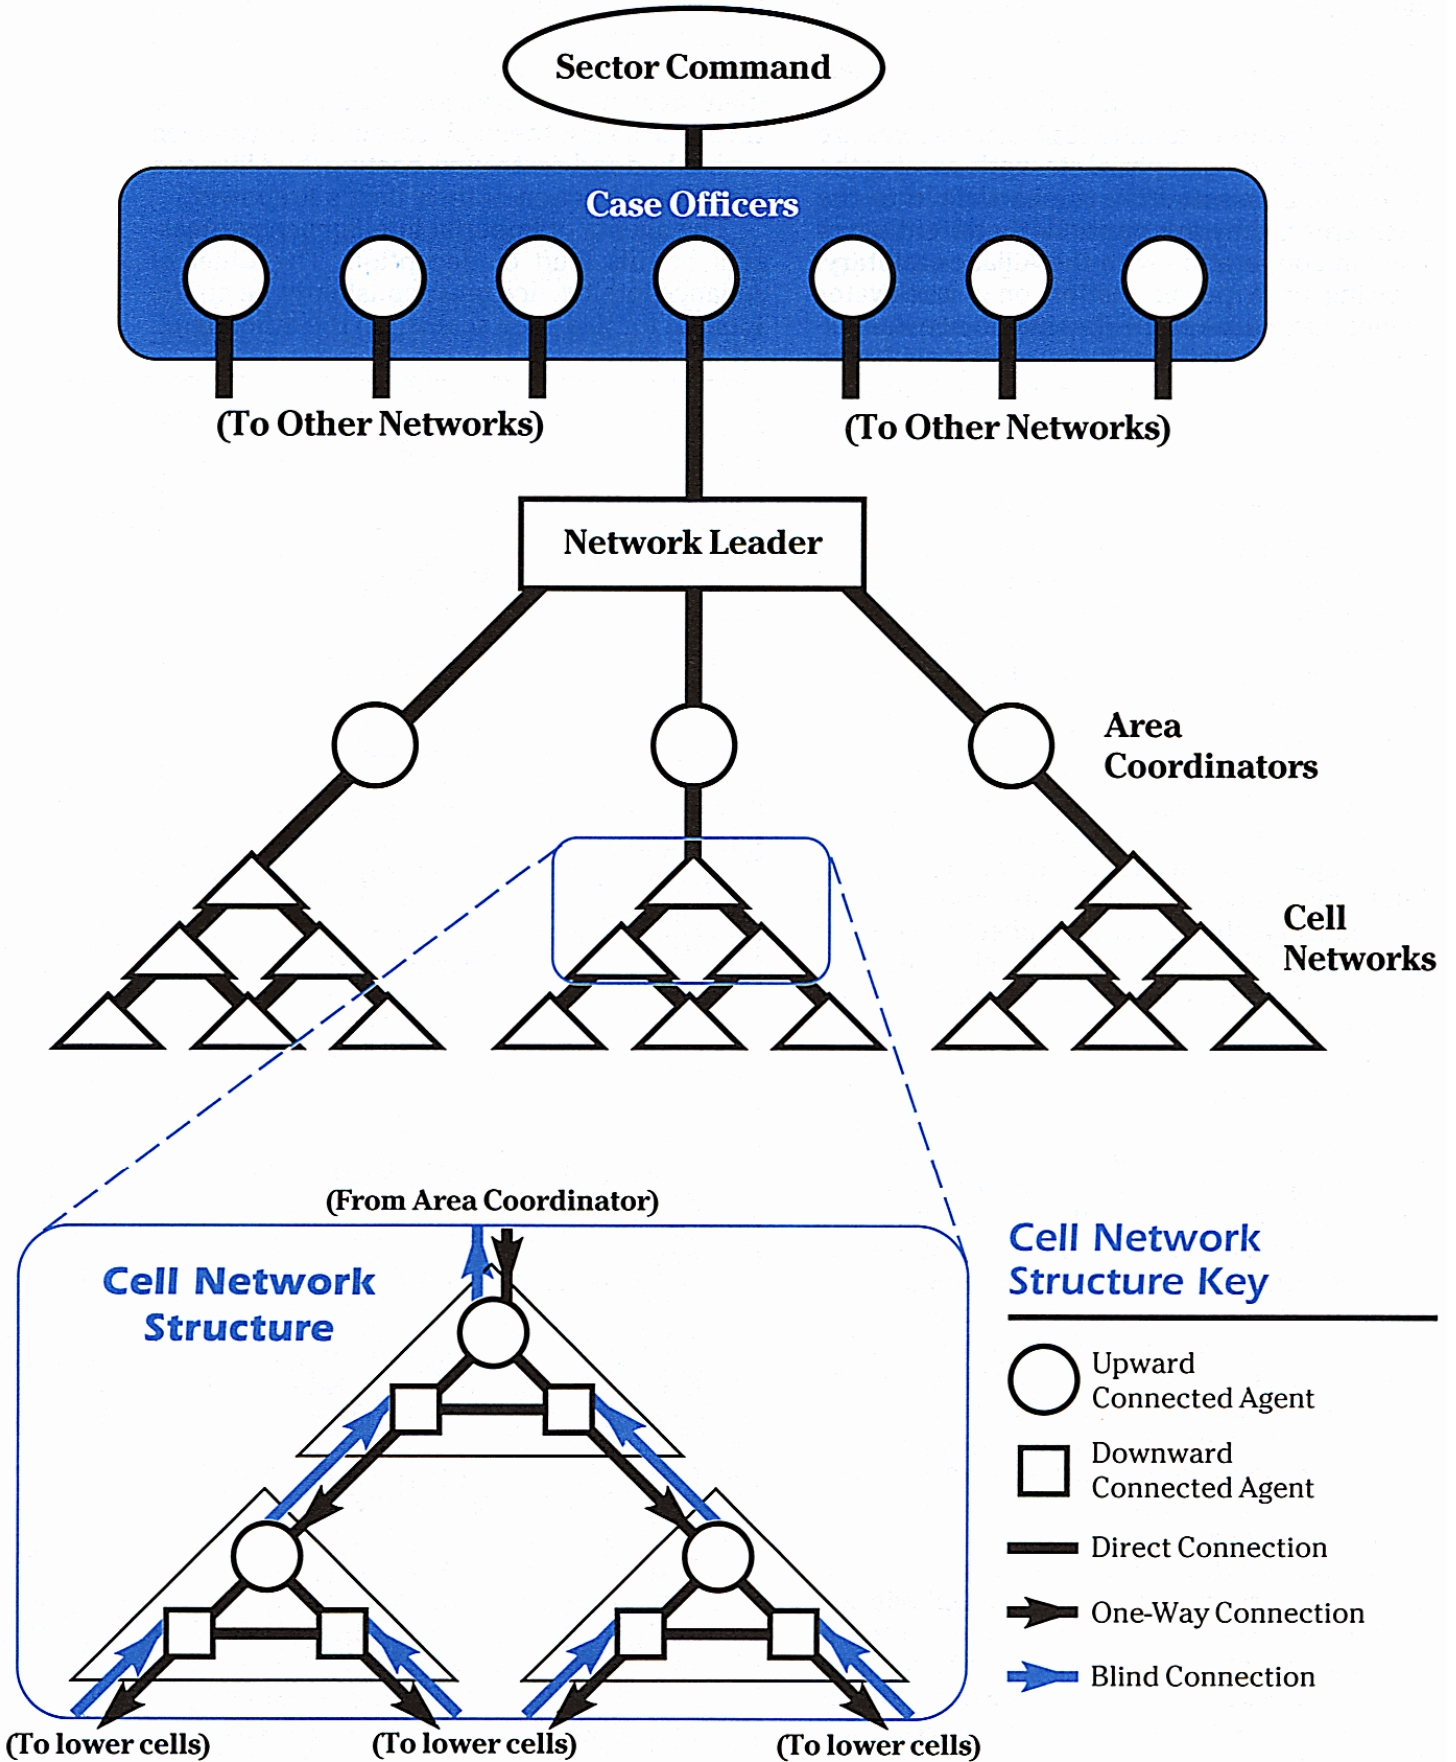 Sector Command
Case Officers
(To Other Networks)
(To Other Networks)
Network Leader
Area
Coordinators
Cell
Networks
(From Area Coordinator)
Cell Network
Structure
(To lower cells)
(To lower cells)
(To lower cells)
Cell Network
Structure Key
Upward
Connected Agent
Downward
Connected Agent
Direct Connection
One-Way Connection
Blind Connection